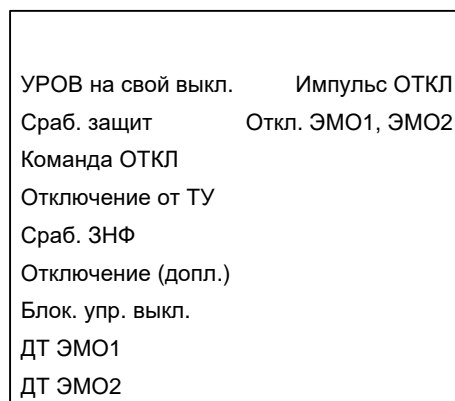 УРОВ на свой выкл. Импульс ОТКЛ
Сраб. защит Откл. ЭМО1, ЭМО2
Команда ОТКЛ
Отключение от ТУ
Сраб. ЗНФ
Отключение (допл.)
Блок. упр. выкл.
ДТ ЭМО1
ДТ ЭМО2